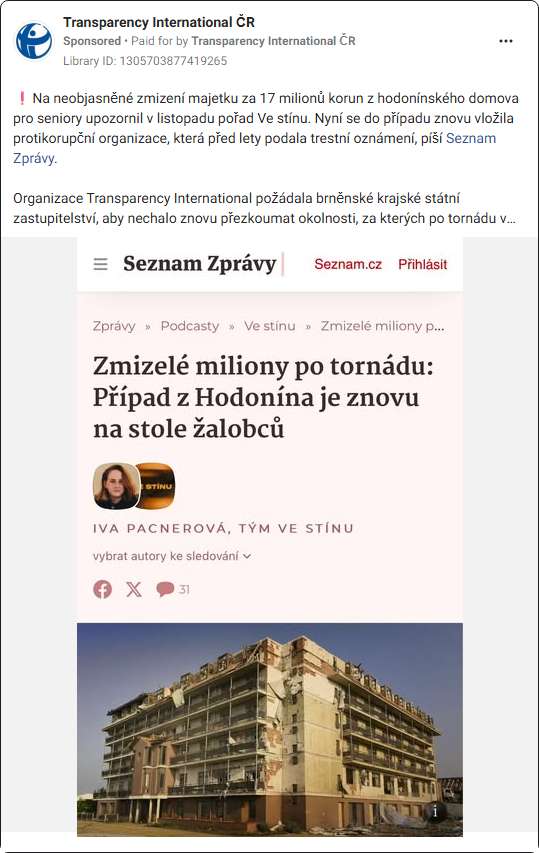 Transparency International ČR
Sponsored • Paid for by Transparency International ČR
Library ID: 1305703877419265
❗ Na neobjasněné zmizení majetku za 17 milionů korun z hodonínského domova
pro seniory upozornil v listopadu pořad Ve stínu. Nyní se do případu znovu vložila
protikorupční organizace, která před lety podala trestní oznámení, píší Seznam
Zprávy.
Organizace Transparency International požádala brněnské krajské státní
zastupitelství, aby nechalo znovu přezkoumat okolnosti, za kterých po tornádu v...
Seznam Zprávy Seznam.cz Přihlásit
Zprávy » Podcasty » Ve stínu » Zmizelé miliony p...
Zmizelé miliony po tornádu:
Případ z Hodonína je znovu
na stole žalobců
E STÍNU
IVA PACNEROVÁ, TÝM VE STÍNU
vybrat autory ke sledování
31
i